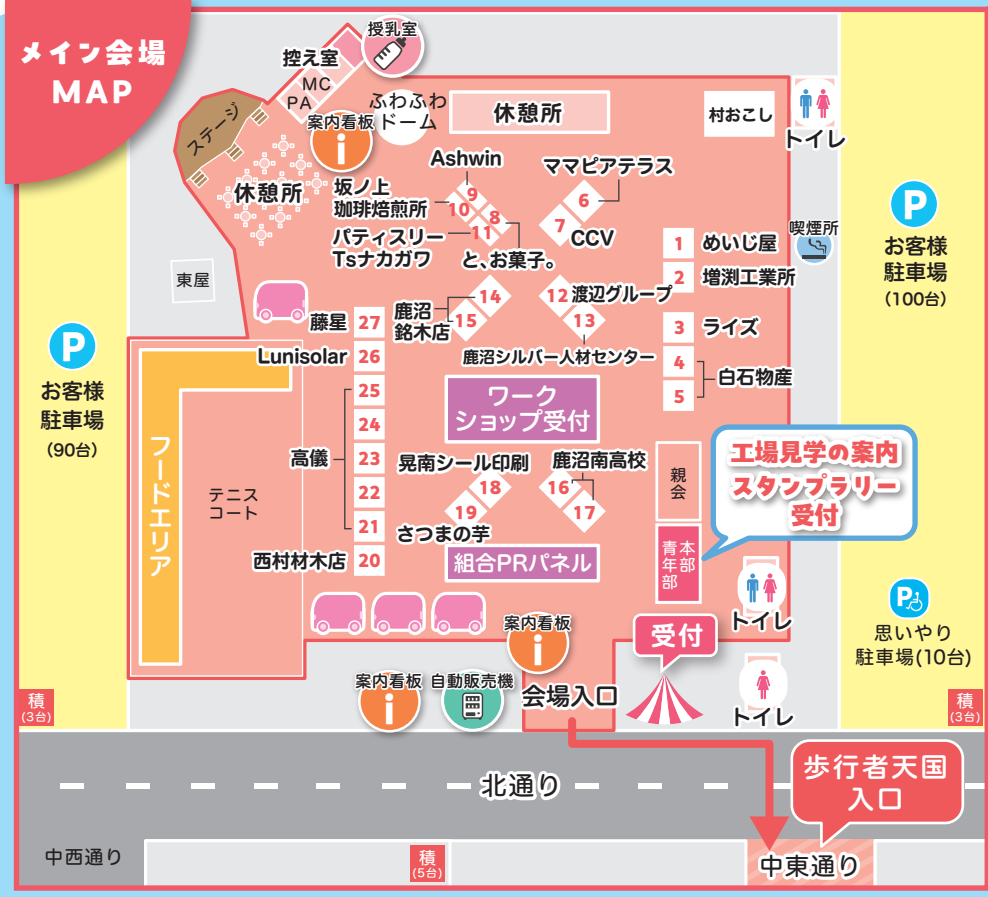 メイン会場
MAP
授乳室
控え室
MC
PA
ステージ
案内看板
i
ふわふわ
ドーム
休憩所
村おこし
トイレ
休憩所
Ashwin
坂ノ上
珈琲焙煎所
パティスリー
Tsナカガワ
と、お菓子。
9
10
8
11
ママピアテラス
6
7
CCV
P
お客様
駐車場
(100台)
喫煙所
1 めいじ屋
2 増渕工業所
3 ライズ
4
5
白石物産
東屋
鹿沼
銘木店
14
15
12 渡辺グループ
13
鹿沼シルバー人材センター
P
お客様
駐車場
(90台)
藤星 27
Lunisolar 26
25
24
高儀 23
22
21
西村材木店 20
フードエリア
テニス
コート
ワーク
ショップ受付
晃南シール印刷
18
19
さつまの芋
鹿沼南高校
16
17
組合PRパネル
親会
本部
青年部
工場見学の案内
スタンプラリー
受付
トイレ
P
思いやり
駐車場(10台)
案内看板
i
受付
案内看板
i
自動販売機
会場入口
トイレ
積
(3台)
積
(3台)
北通り
歩行者天国
入口
中西通り
積
(5台)
中東通り